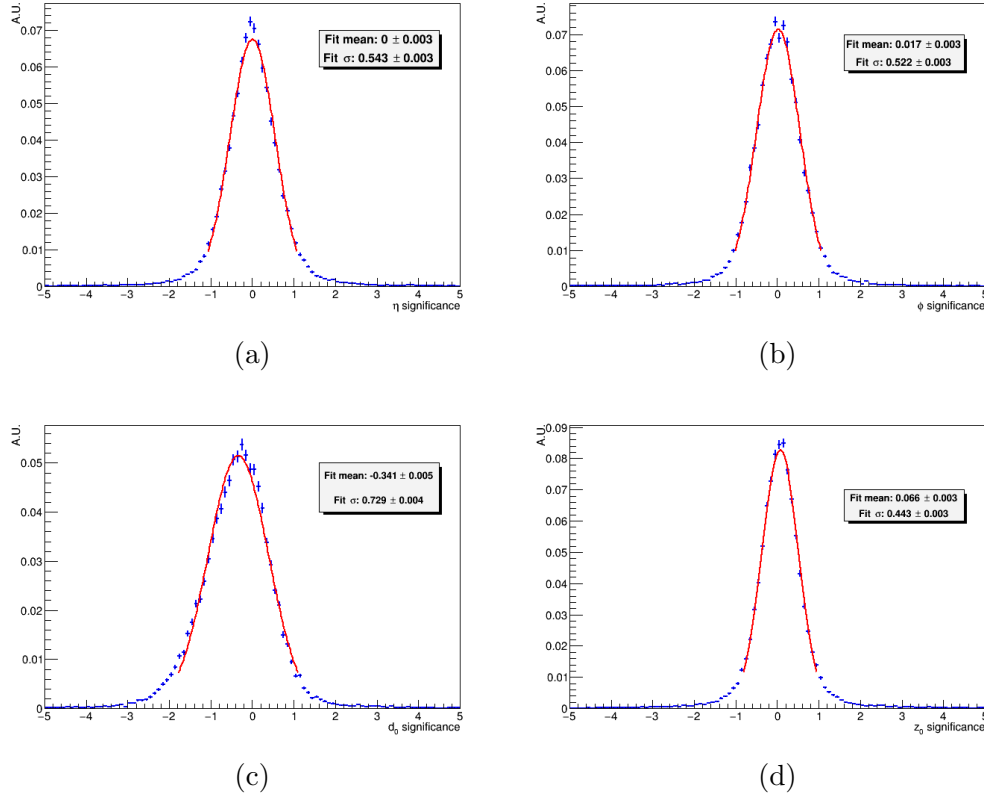 A.U.
Fit mean: 0 ± 0.003
Fit σ: 0.543 ± 0.003
0.07
0.06
0.05
0.04
0.03
0.02
0.01
0
−5 −4 −3 −2 −1 0 1 2 3 4 5
η significance
(a)
A.U.
Fit mean: 0.017 ± 0.003
Fit σ: 0.522 ± 0.003
0.07
0.06
0.05
0.04
0.03
0.02
0.01
0
−5 −4 −3 −2 −1 0 1 2 3 4 5
ϕ significance
(b)
A.U.
Fit mean: -0.341 ± 0.005
Fit σ: 0.729 ± 0.004
0.05
0.04
0.03
0.02
0.01
0
−5 −4 −3 −2 −1 0 1 2 3 4 5
d₀ significance
(c)
A.U.
0.09
0.08
0.07
Fit mean: 0.066 ± 0.003
Fit σ: 0.443 ± 0.003
0.06
0.05
0.04
0.03
0.02
0.01
0
−5 −4 −3 −2 −1 0 1 2 3 4 5
z₀ significance
(d)